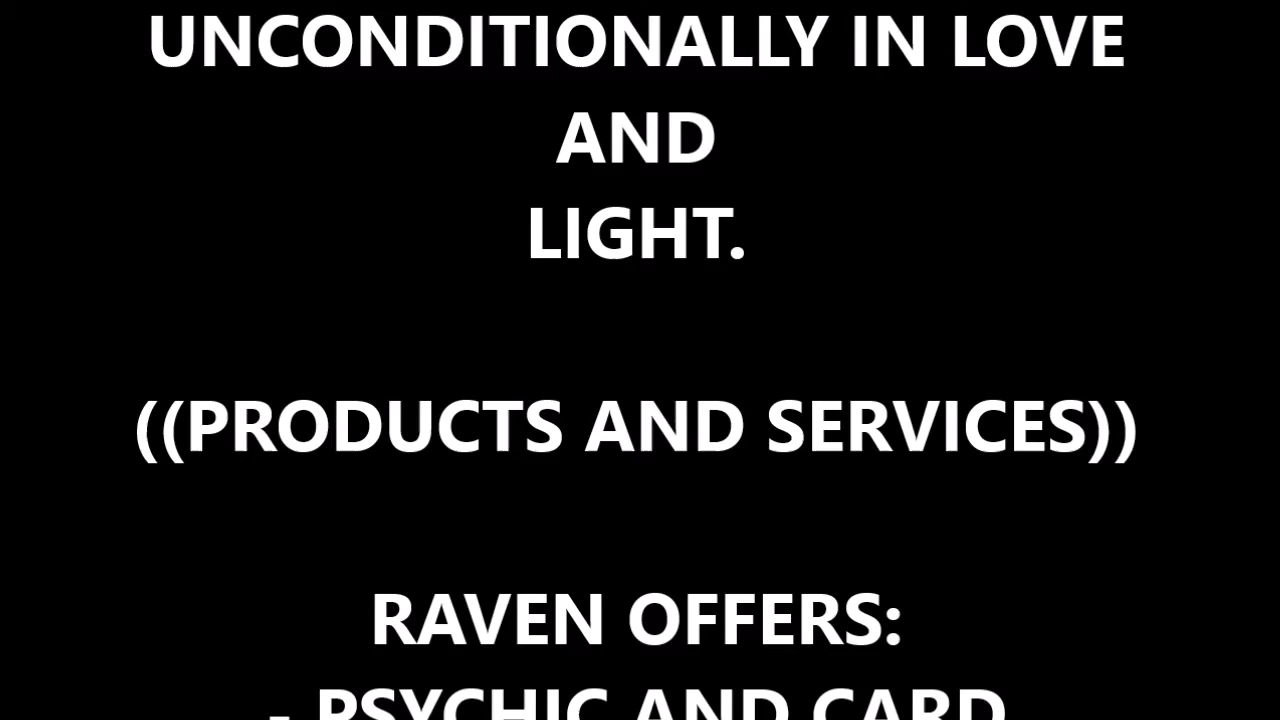 UNCONDITIONALLY IN LOVE
AND
LIGHT.
((PRODUCTS AND SERVICES))
RAVEN OFFERS:
- PSYCHIC AND CARD